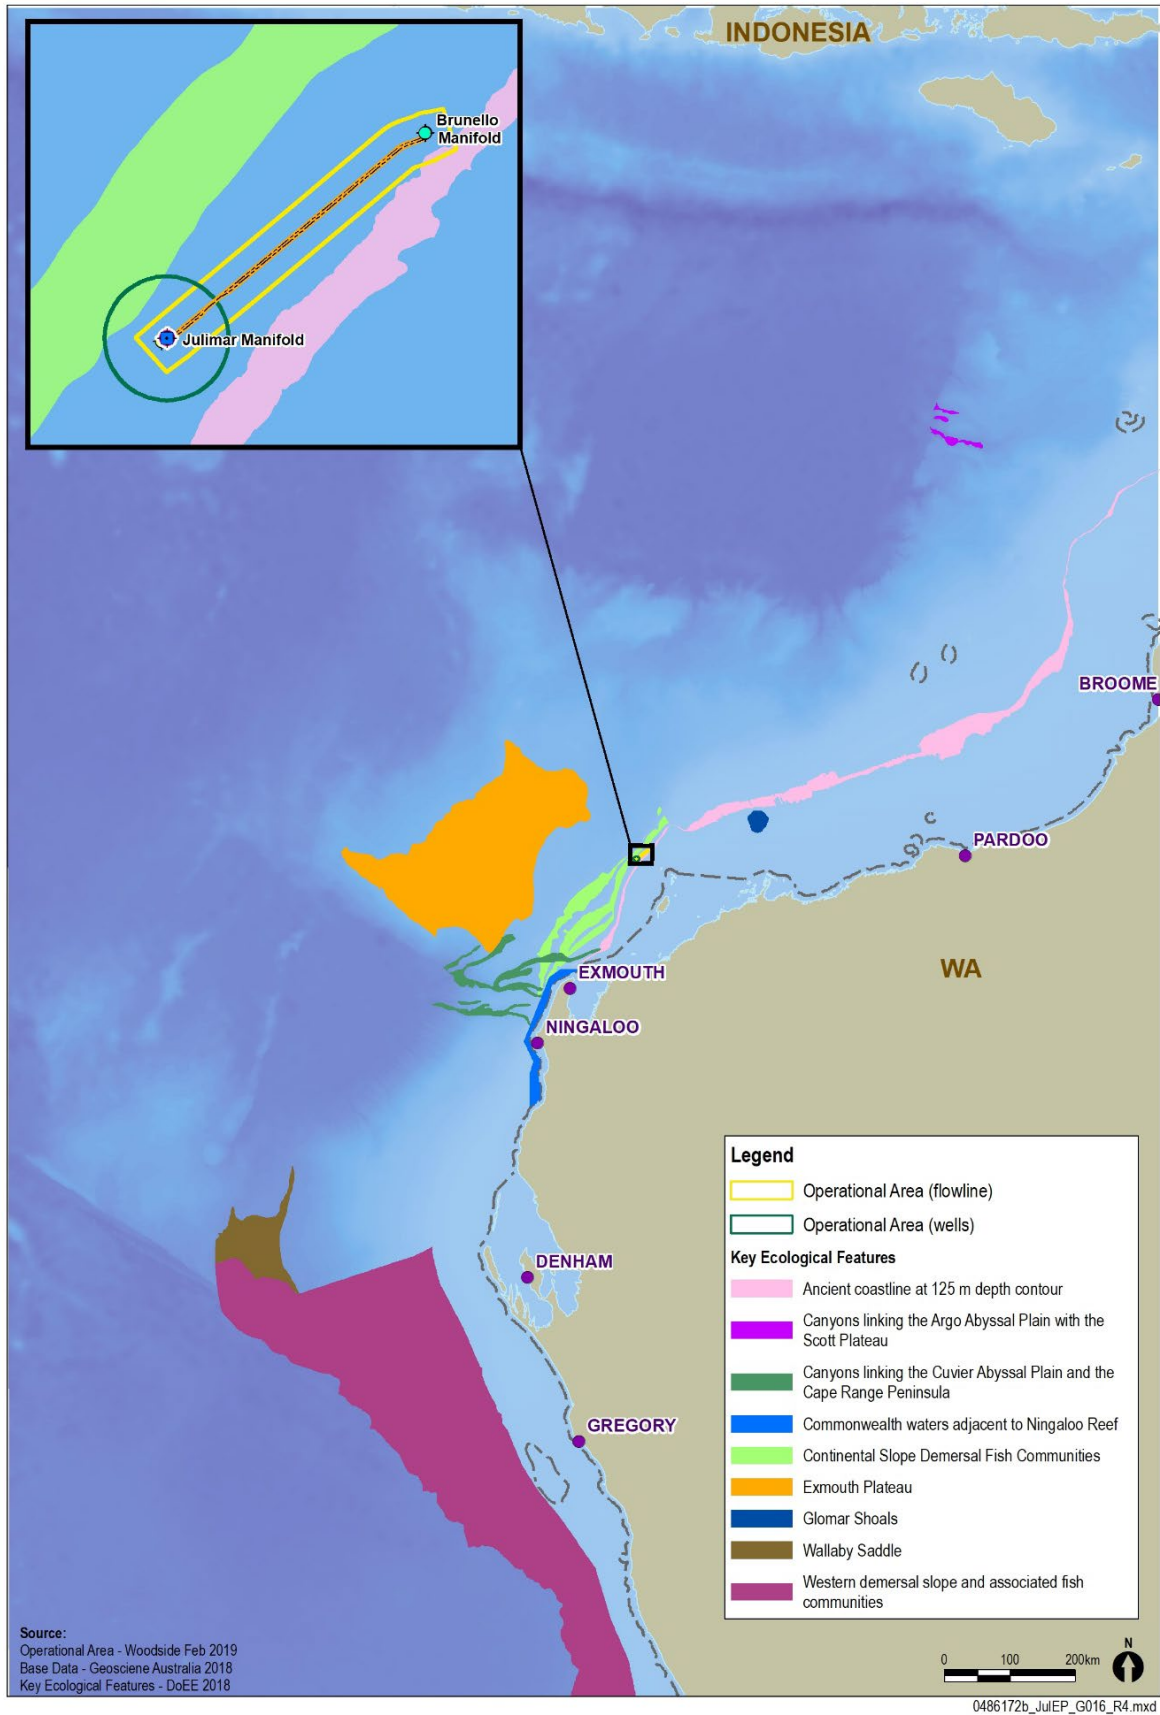 INDONESIA
Brunello
Manifold
Julimar Manifold
BROOME
PARDOO
WA
EXMOUTH
NINGALOO
DENHAM
GREGORY
Legend
Operational Area (flowline)
Operational Area (wells)
Key Ecological Features
Ancient coastline at 125 m depth contour
Canyons linking the Argo Abyssal Plain with the
Scott Plateau
Canyons linking the Cuvier Abyssal Plain and the
Cape Range Peninsula
Commonwealth waters adjacent to Ningaloo Reef
Continental Slope Demersal Fish Communities
Exmouth Plateau
Glomar Shoals
Wallaby Saddle
Western demersal slope and associated fish
communities
Source:
Operational Area - Woodside Feb 2019
Base Data - Geosciene Australia 2018
Key Ecological Features - DoEE 2018
0 100 200km
N
0486172b_JulEP_G016_R4.mxd